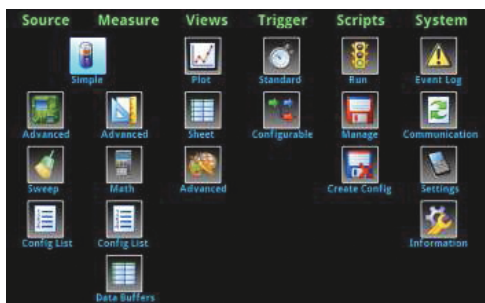 Source Measure Views Trigger Scripts System
Simple Plot Standard Run Event Log
Advanced Advanced Sheet Configurable Manage Communication
Sweep Math Advanced Create Config Settings
Config List Config List Information
Data Buffers